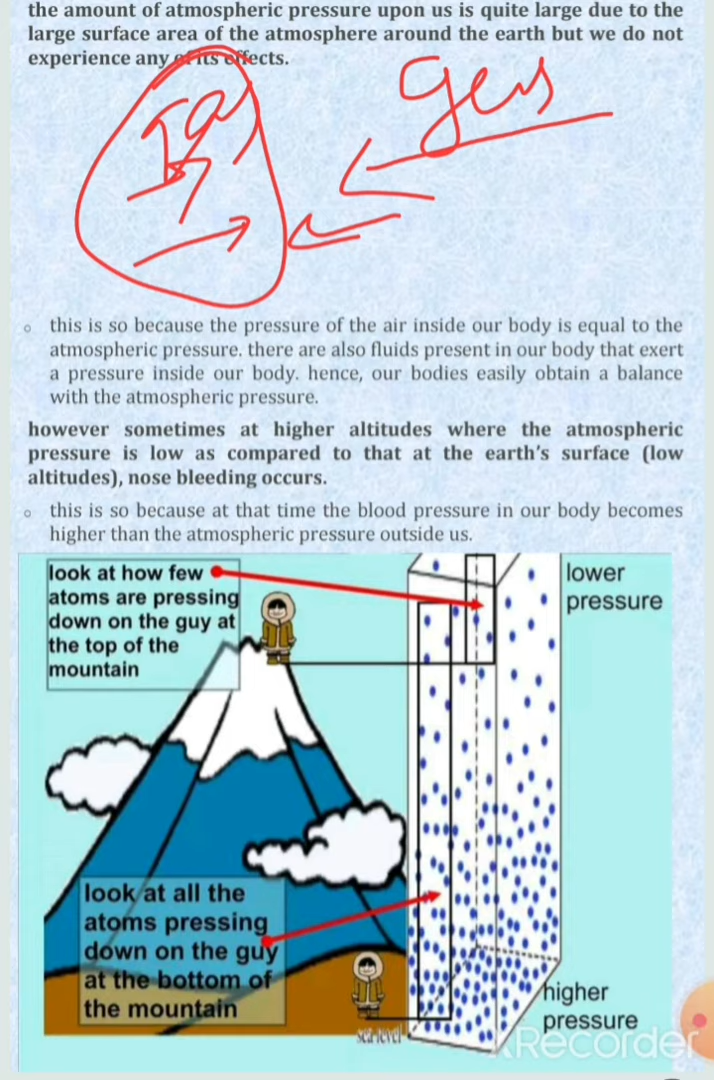 the amount of atmospheric pressure upon us is quite large due to the
large surface area of the atmosphere around the earth but we do not
experience any of its effects.
gas
○ this is so because the pressure of the air inside our body is equal to the
atmospheric pressure. there are also fluids present in our body that exert
a pressure inside our body. hence, our bodies easily obtain a balance
with the atmospheric pressure.
however sometimes at higher altitudes where the atmospheric
pressure is low as compared to that at the earth's surface (low
altitudes), nose bleeding occurs.
○ this is so because at that time the blood pressure in our body becomes
higher than the atmospheric pressure outside us.
look at how few
atoms are pressing
down on the guy at
the top of the
mountain
lower
pressure
look at all the
atoms pressing
down on the guy
at the bottom of
the mountain
higher
pressure
sea level
Recorder